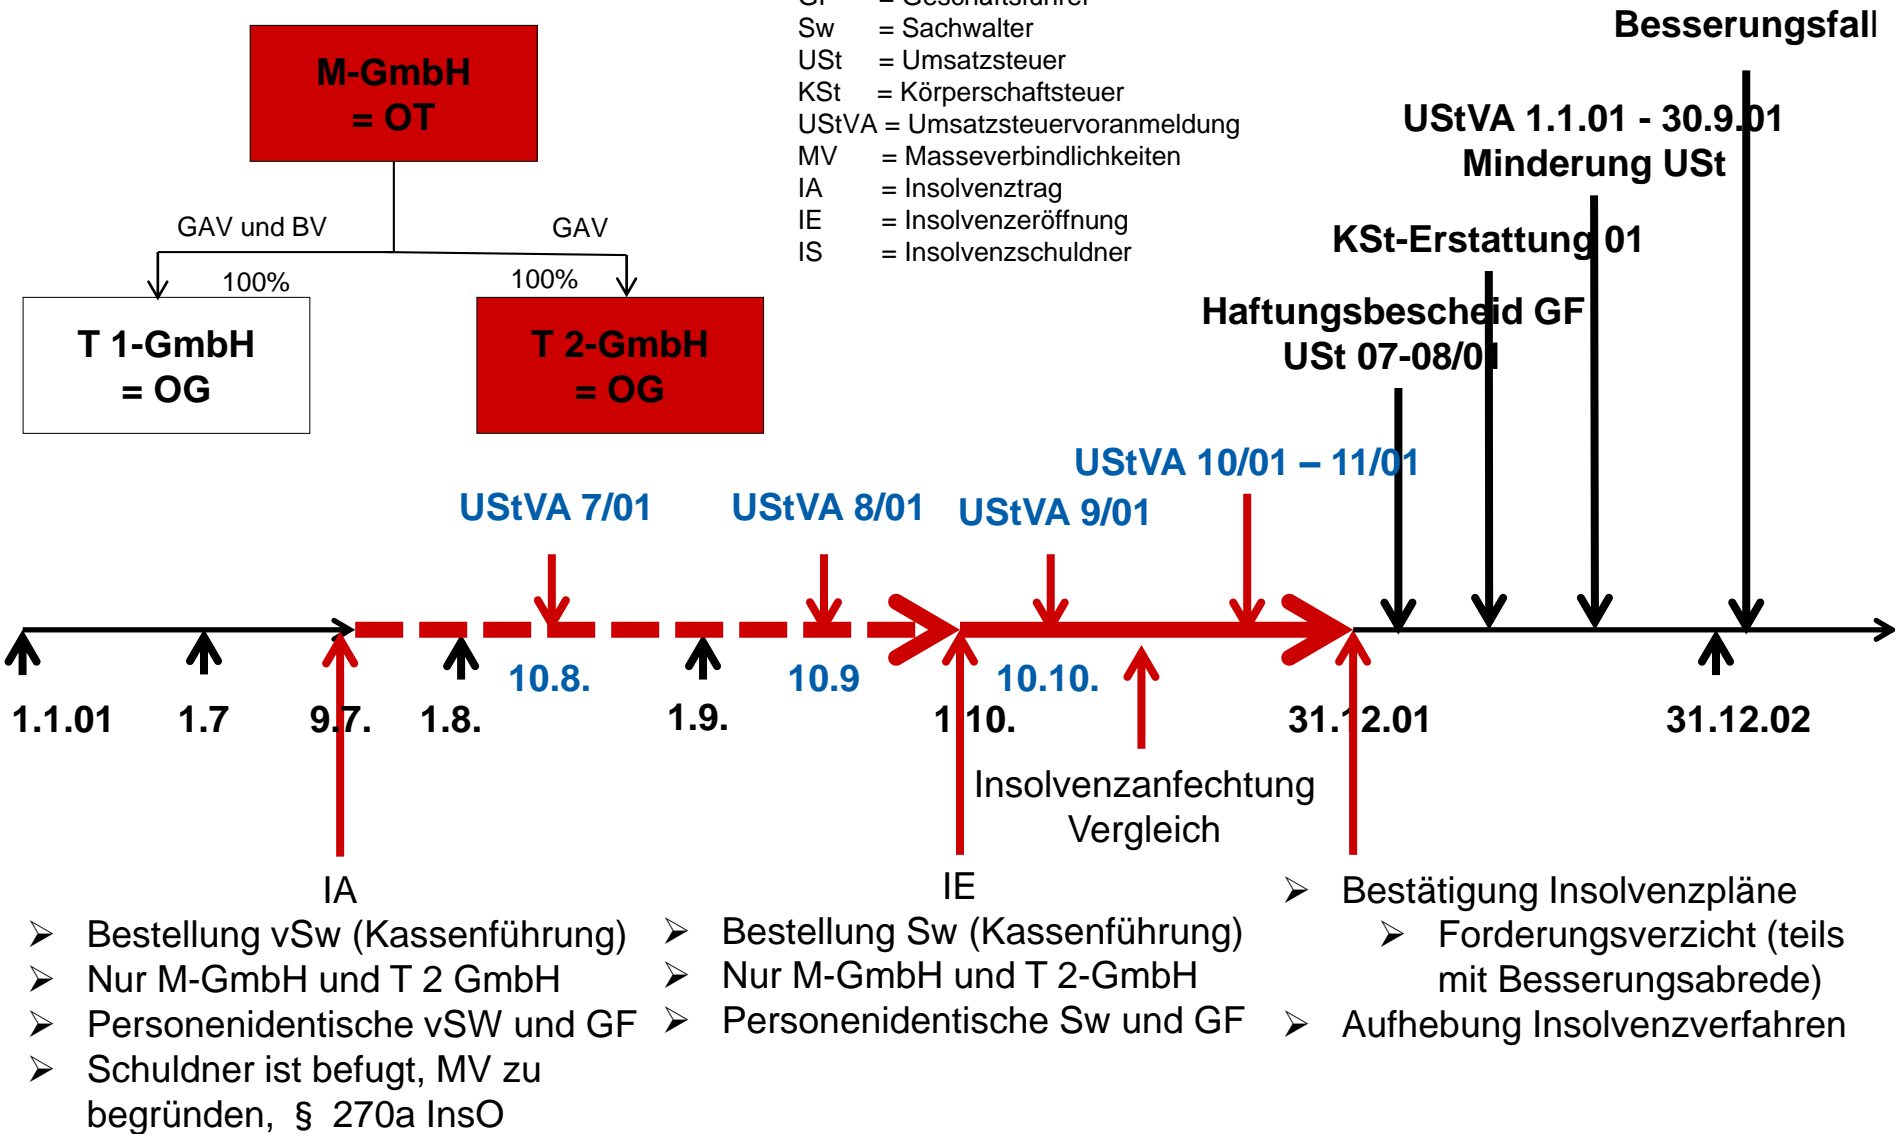 GF = Geschäftsführer
Sw = Sachwalter
USt = Umsatzsteuer
KSt = Körperschaftsteuer
UStVA = Umsatzsteuervoranmeldung
MV = Masseverbindlichkeiten
IA = Insolvenztrag
IE = Insolvenzeröffnung
IS = Insolvenzschuldner
M-GmbH
= OT
GAV und BV
GAV
100%
100%
T 1-GmbH
= OG
T 2-GmbH
= OG
Besserungsfall
UStVA 1.1.01 - 30.9.01
Minderung USt
KSt-Erstattung 01
Haftungsbescheid GF
USt 07-08/01
UStVA 7/01
UStVA 8/01
UStVA 9/01
UStVA 10/01 – 11/01
10.8.
10.9
10.10.
1.1.01
1.7
9.7.
1.8.
1.9.
1.10.
31.12.01
31.12.02
Insolvenzanfechtung
Vergleich
IA
➢ Bestellung vSw (Kassenführung)
➢ Nur M-GmbH und T 2 GmbH
➢ Personenidentische vSW und GF
➢ Schuldner ist befugt, MV zu
begründen, § 270a InsO
IE
➢ Bestellung Sw (Kassenführung)
➢ Nur M-GmbH und T 2-GmbH
➢ Personenidentische Sw und GF
➢ Bestätigung Insolvenzpläne
➢ Forderungsverzicht (teils
mit Besserungsabrede)
➢ Aufhebung Insolvenzverfahren